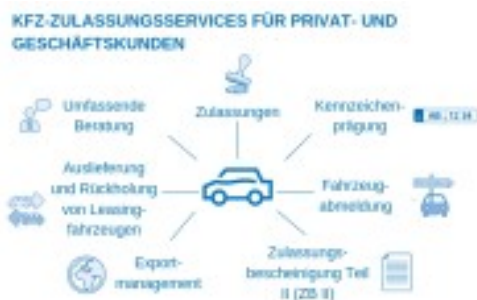 KFZ-ZULASSUNGSSERVICES FÜR PRIVAT- UND
GESCHÄFTSKUNDEN
Zulassungen
Umfassende
Beratung
Kennzeichen-
prägung
Auslieferung
und Rückholung
von Leasing-
fahrzeugen
Fahrzeug-
abmeldung
Export-
management
Zulassungs-
bescheinigung Teil
II (ZB II)